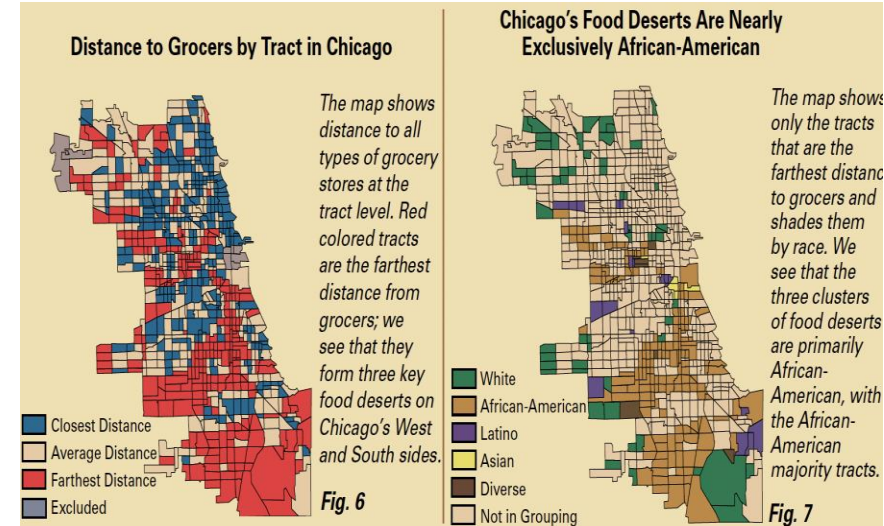 Distance to Grocers by Tract in Chicago
The map shows
distance to all
types of grocery
stores at the
tract level. Red
colored tracts
are the farthest
distance from
grocers; we
see that they
form three key
food deserts on
Chicago's West
and South sides.
Closest Distance
Average Distance
Farthest Distance
Excluded
Fig. 6
Chicago's Food Deserts Are Nearly
Exclusively African-American
The map shows
only the tracts
that are the
farthest distanc
to grocers and
shades them
by race. We
see that the
three clusters
of food deserts
are primarily
African-
American, with
the African-
American
majority tracts.
White
African-American
Latino
Asian
Diverse
Not in Grouping
Fig. 7